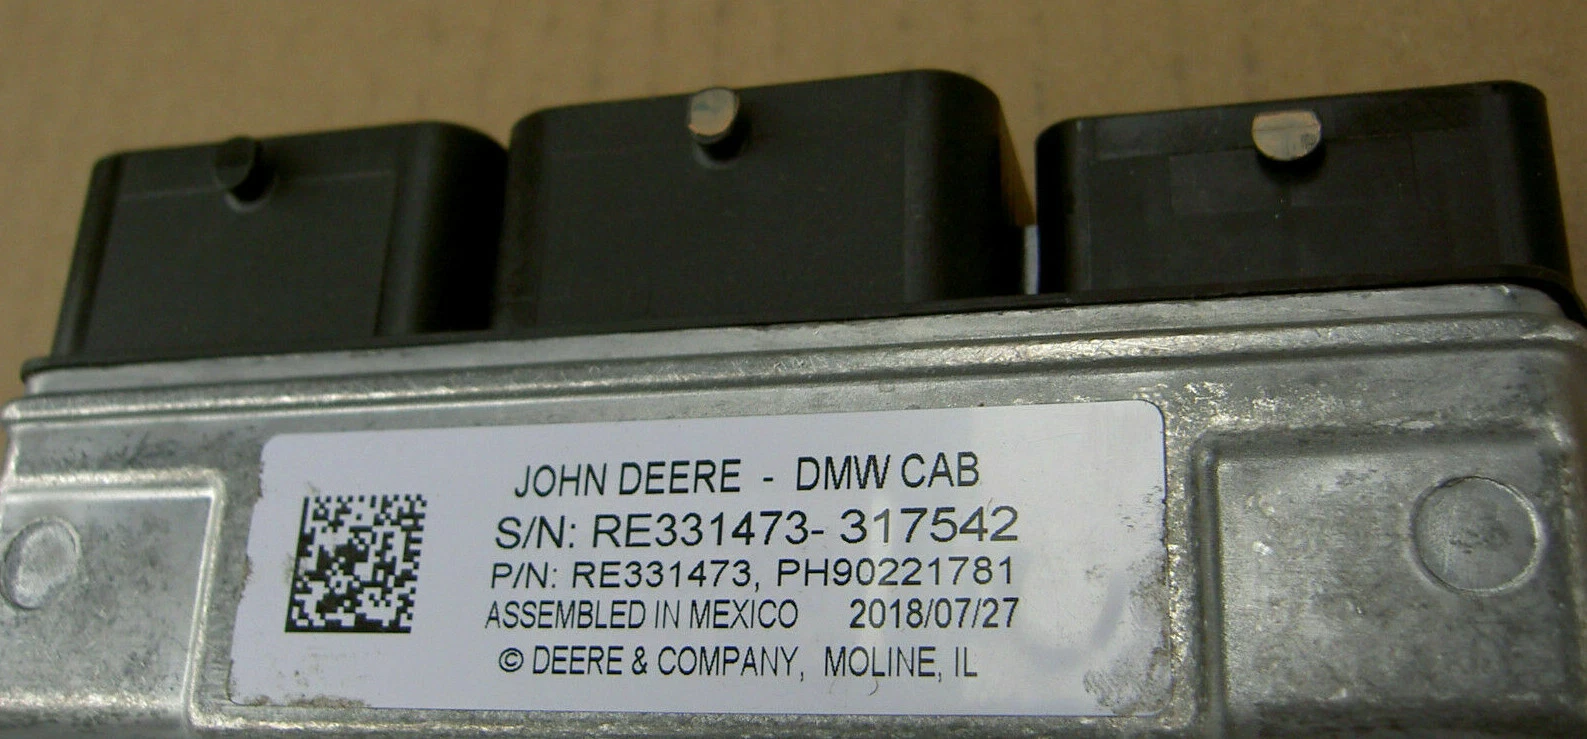 JOHN DEERE - DMW CAB
S/N: RE331473- 317542
P/N: RE331473, PH90221781
ASSEMBLED IN MEXICO 2018/07/27
© DEERE & COMPANY, MOLINE, IL